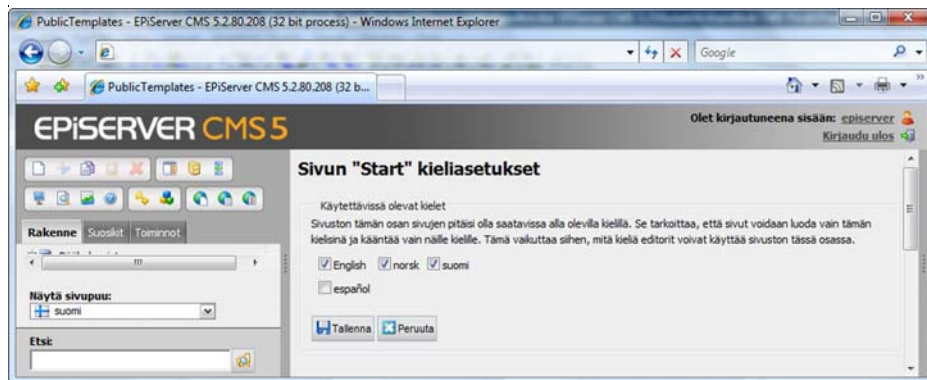 PublicTemplates - EPiServer CMS 5.2.80.208 (32 bit process) - Windows Internet Explorer
Google
PublicTemplates - EPiServer CMS 5.2.80.208 (32 b...
EPiSERVER CMS 5
Olet kirjautuneena sisään: episerver
Kirjaudu ulos
Rakenne Suosikit Toiminnot
Näytä sivupuu:
suomi
Etsi:
Sivun "Start" kieliasetukset
Käytettävissä olevat kielet
Sivuston tämän osan sivujen pitäisi olla saatavissa alla olevilla kielillä. Se tarkoittaa, että sivut voidaan luoda vain tämän
kielisinä ja kääntää vain näille kielille. Tämä vaikuttaa siihen, mitä kieliä editorit voivat käyttää sivuston tässä osassa.
English norsk suomi
español
Tallenna Peruuta